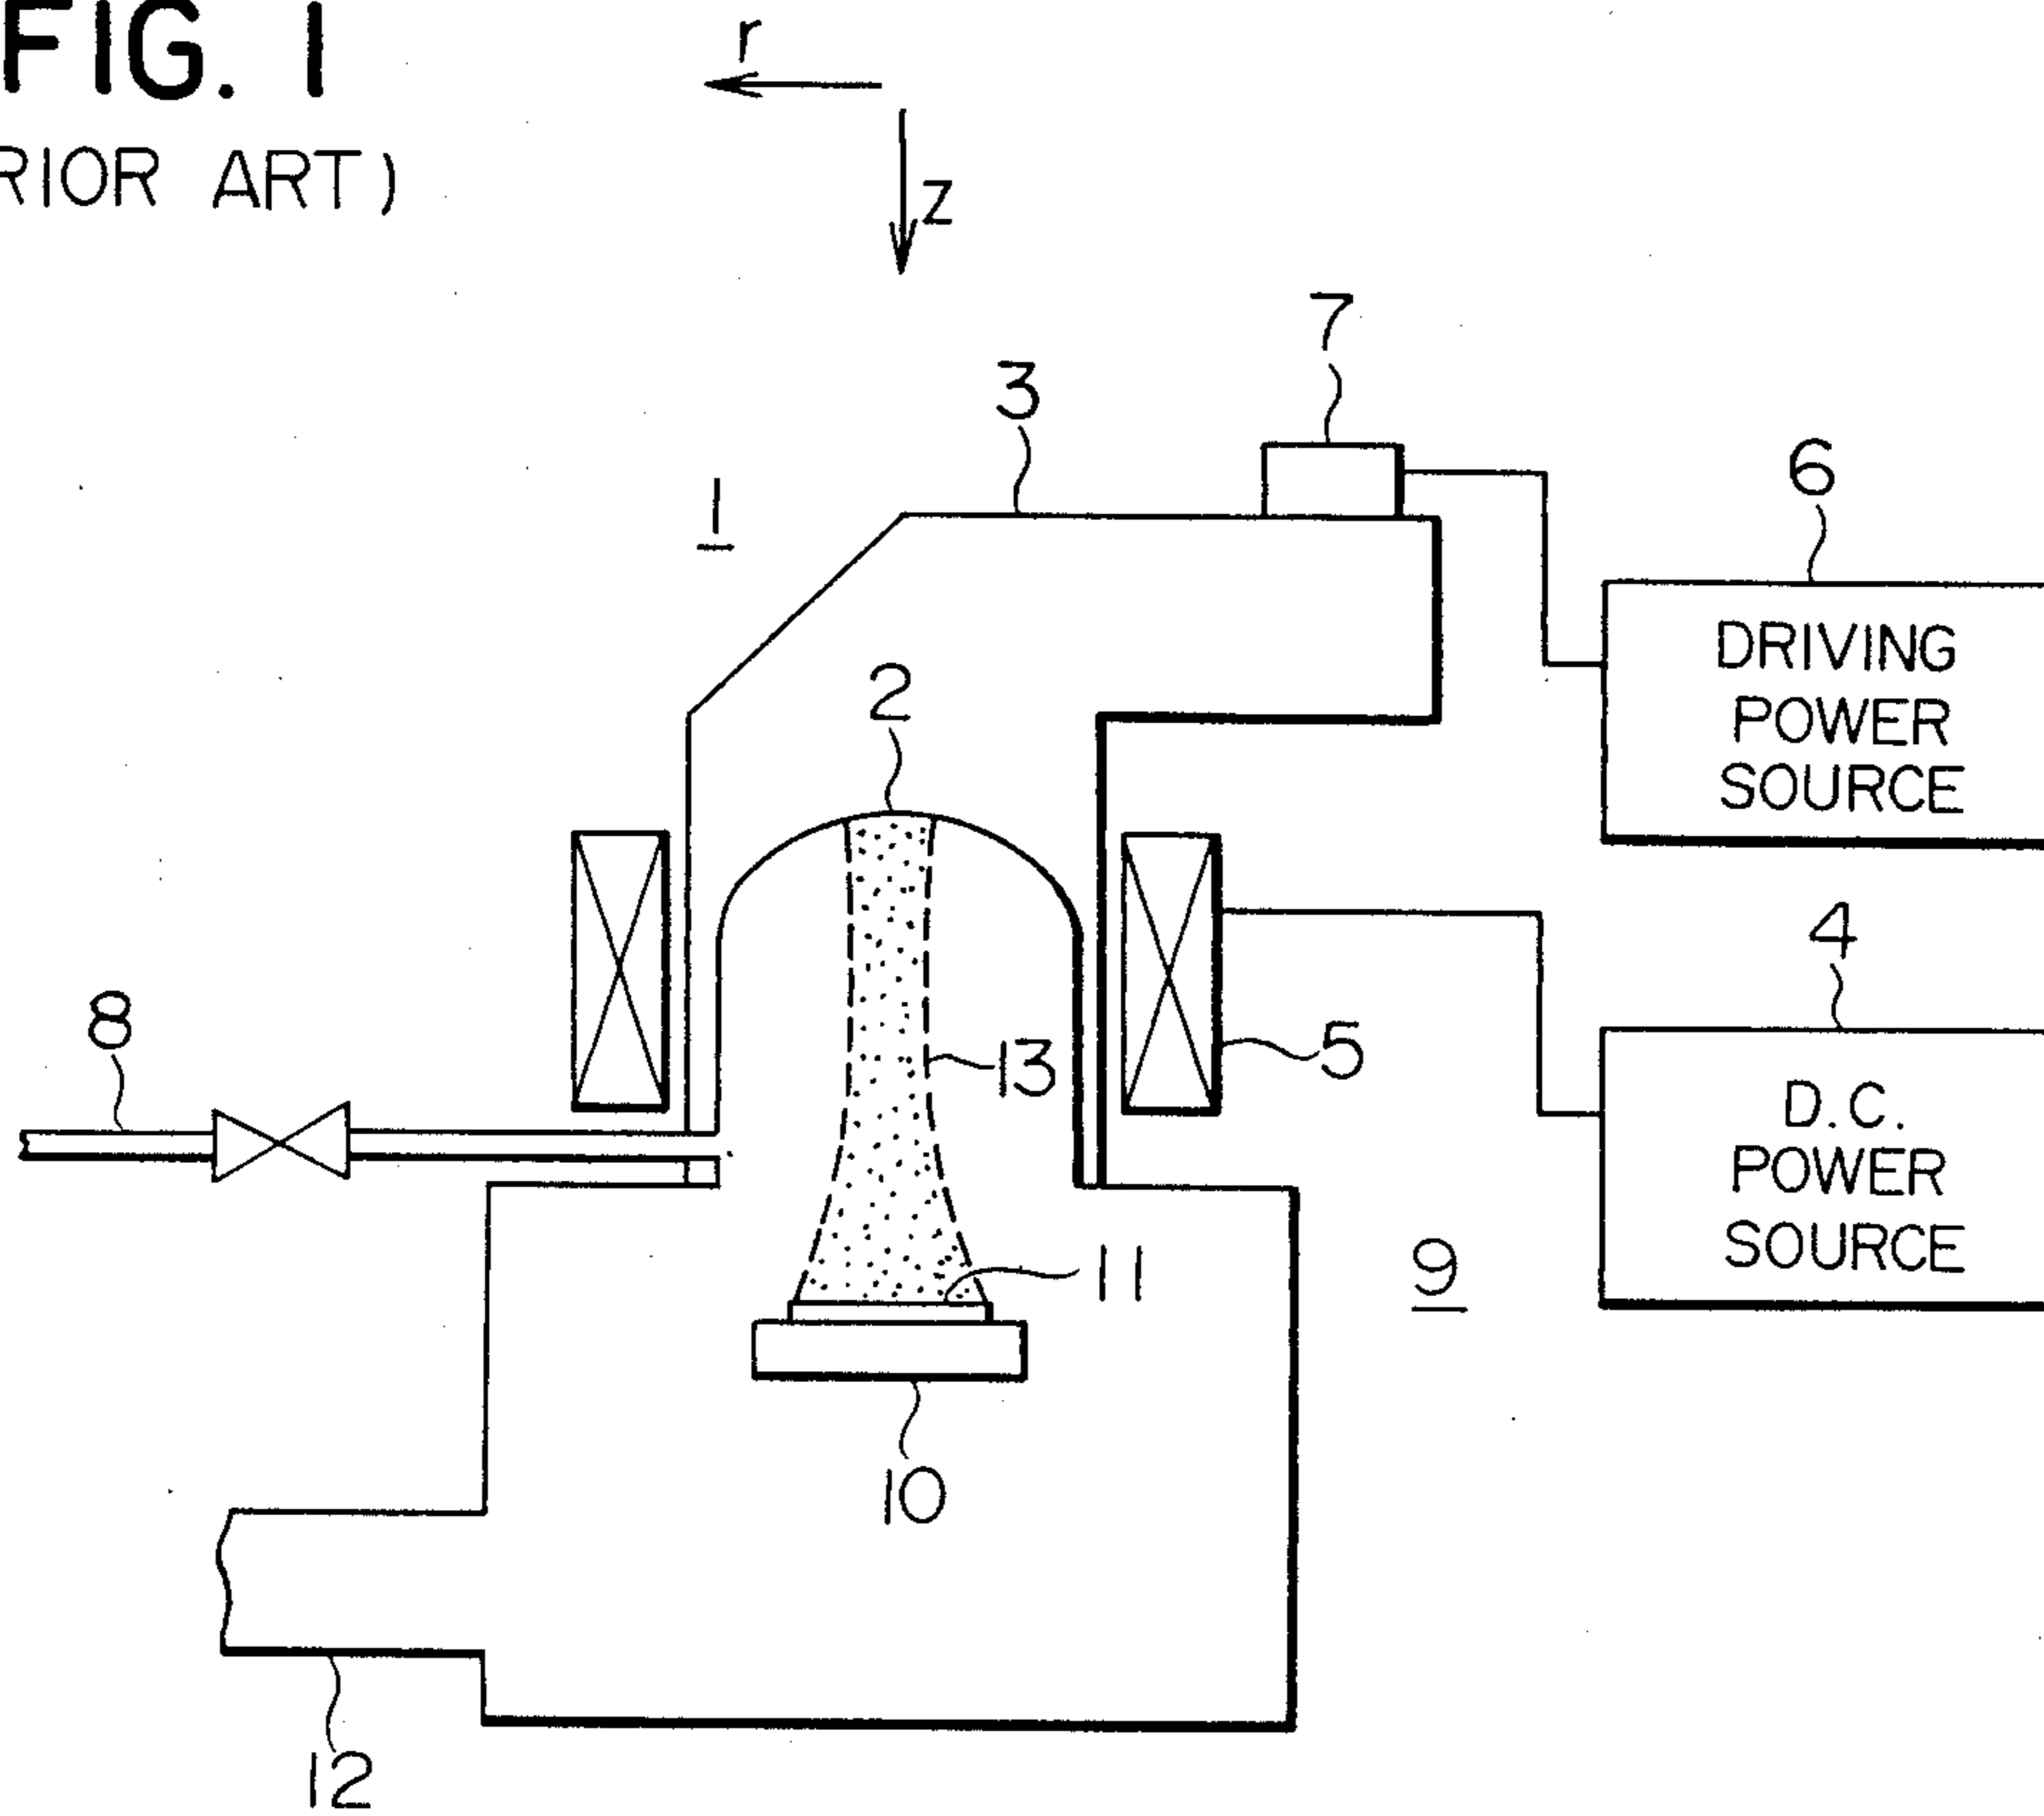 FIG. 1
RIOR ART)
r
z
7
3
6
1
DRIVING
POWER
SOURCE
2
4
8
13
5
D.C.
POWER
SOURCE
11
9
10
12